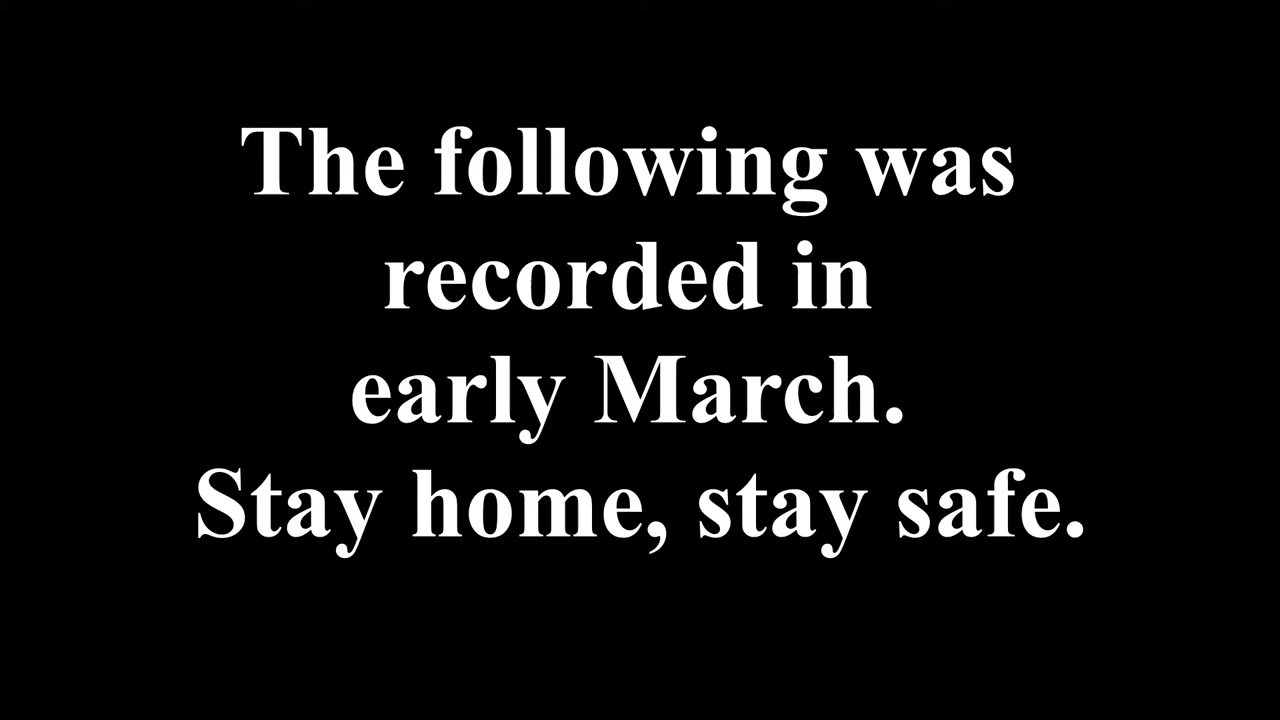 The following was
recorded in
early March.
Stay home, stay safe.